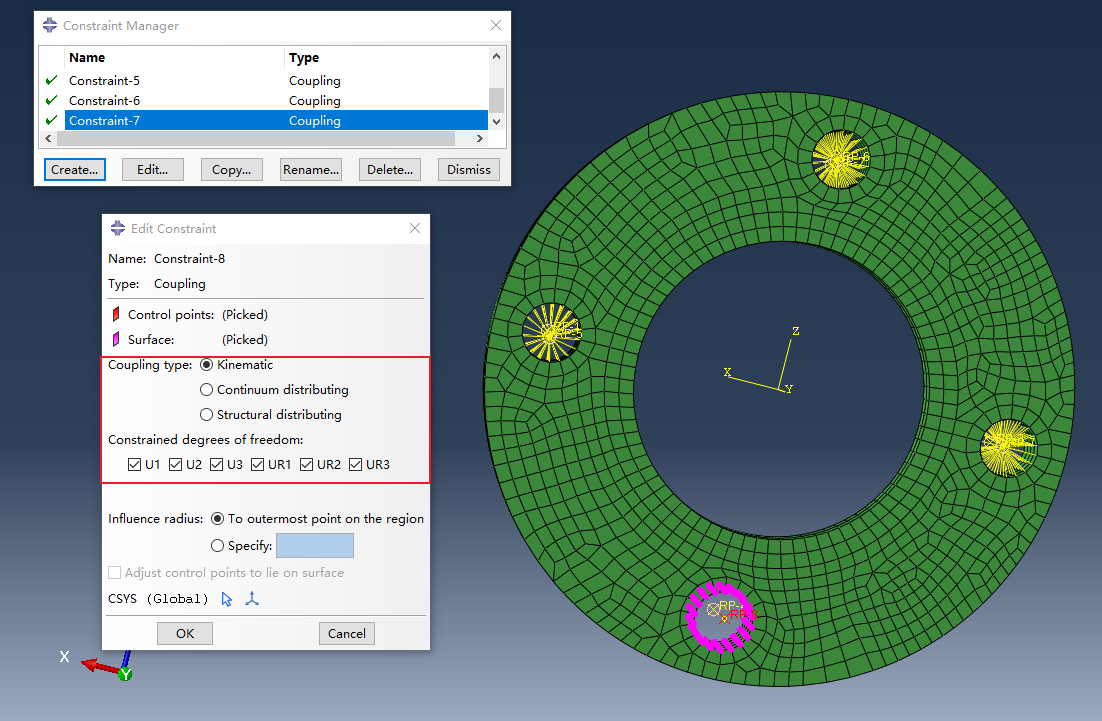 Constraint Manager
Name Type
Constraint-5 Coupling
Constraint-6 Coupling
Constraint-7 Coupling
Create... Edit... Copy... Rename... Delete... Dismiss
Edit Constraint
Name: Constraint-8
Type: Coupling
Control points: (Picked)
Surface: (Picked)
Coupling type: Kinematic
Continuum distributing
Structural distributing
Constrained degrees of freedom:
U1 U2 U3 UR1 UR2 UR3
Influence radius: To outermost point on the region
Specify:
Adjust control points to lie on surface
CSYS (Global)
OK Cancel
X
Y
Z
X
Y